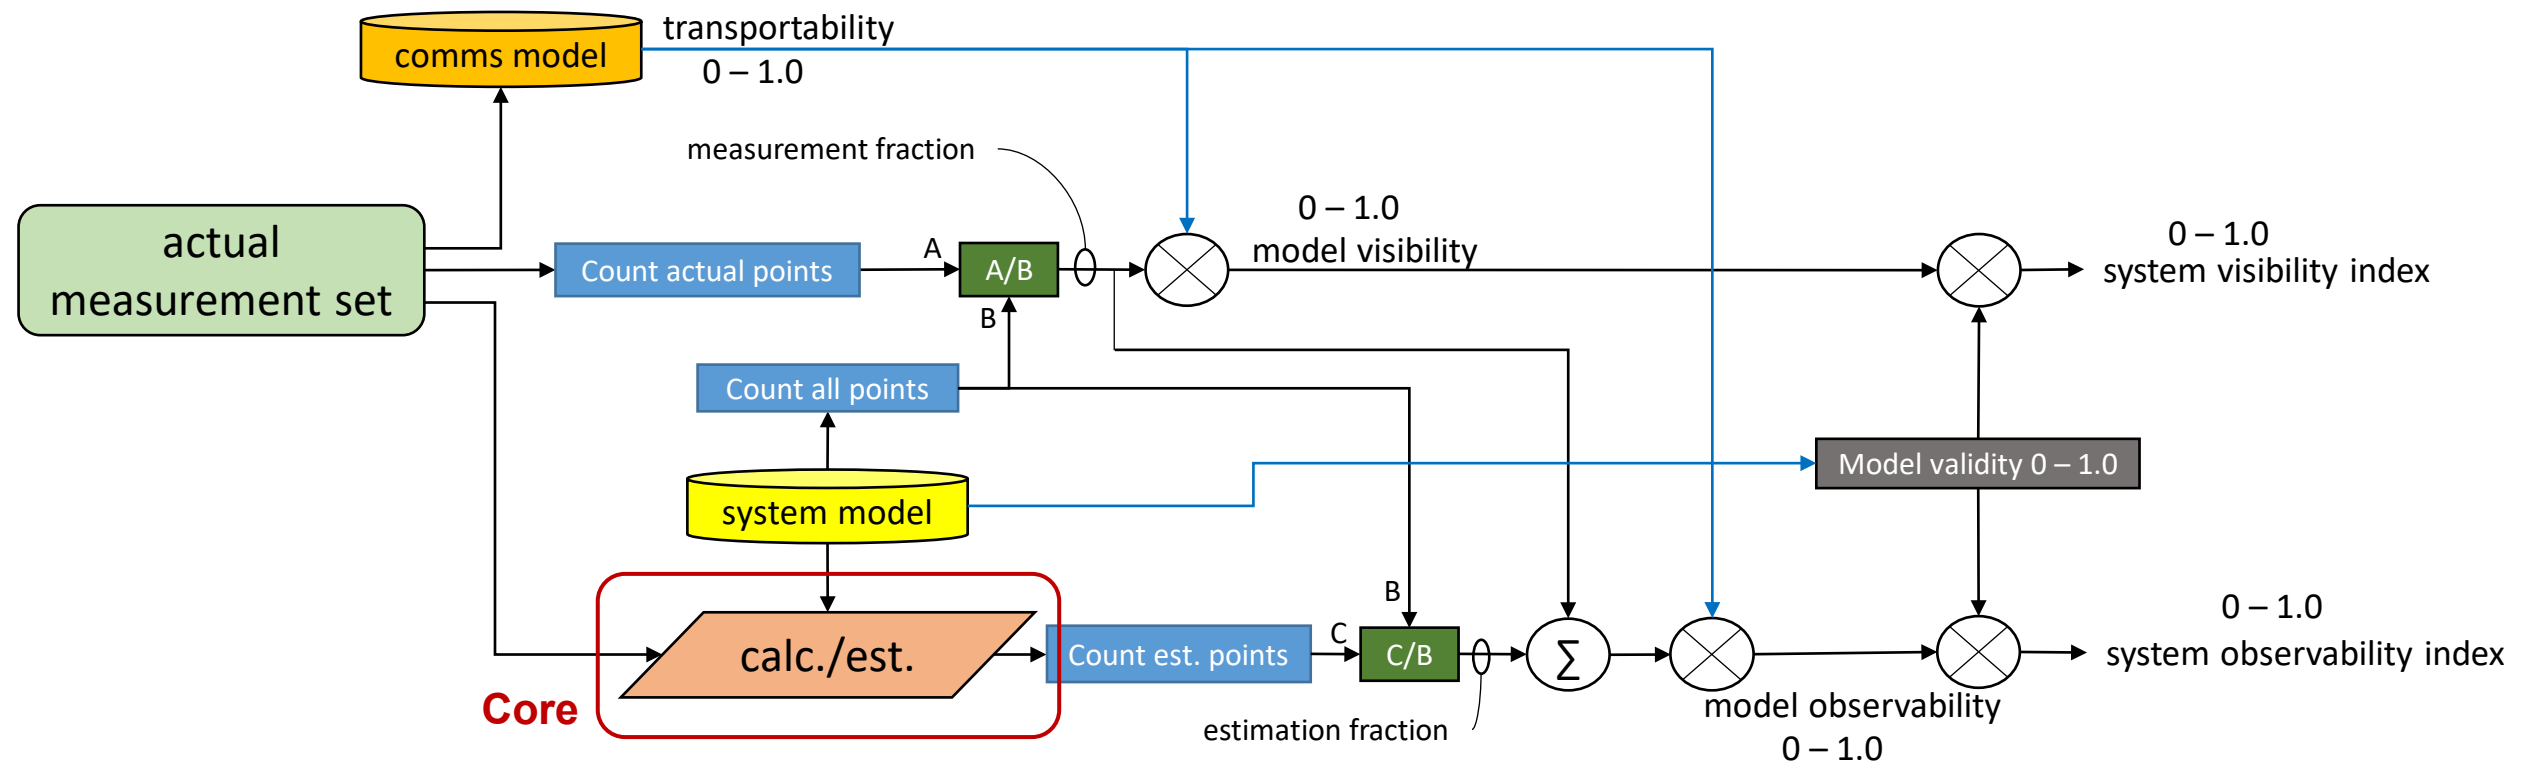 comms model
transportability
0 – 1.0
measurement fraction
actual
measurement set
Count actual points
A
A/B
B
0 – 1.0
model visibility
0 – 1.0
system visibility index
Count all points
system model
Model validity 0 – 1.0
calc./est.
Core
Count est. points
C
B
C/B
∑
estimation fraction
model observability
0 – 1.0
0 – 1.0
system observability index